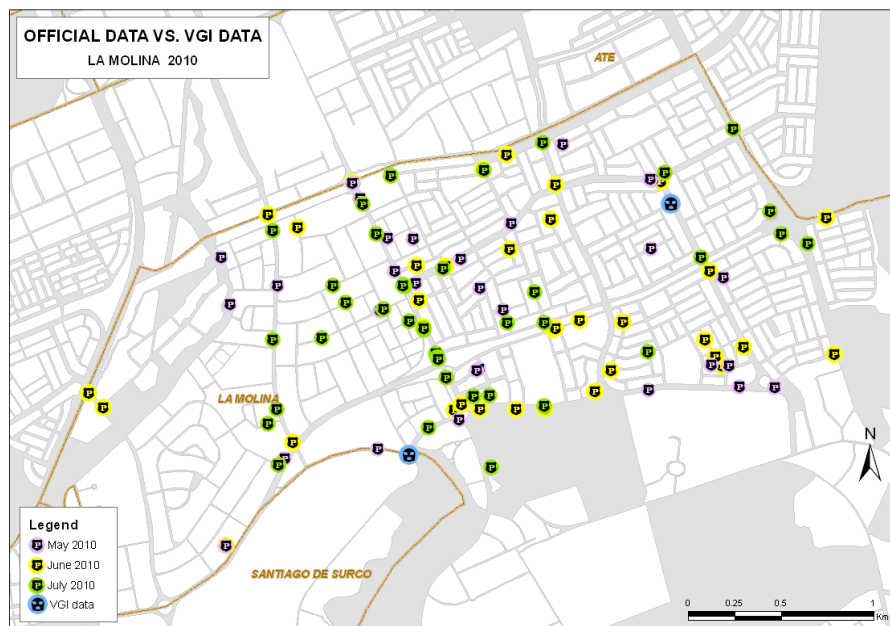 OFFICIAL DATA VS. VGI DATA
LA MOLINA 2010
ATE
LA MOLINA
SANTIAGO DE SURCO
N
Legend
May 2010
June 2010
July 2010
VGI data
0 0.25 0.5 1
Km